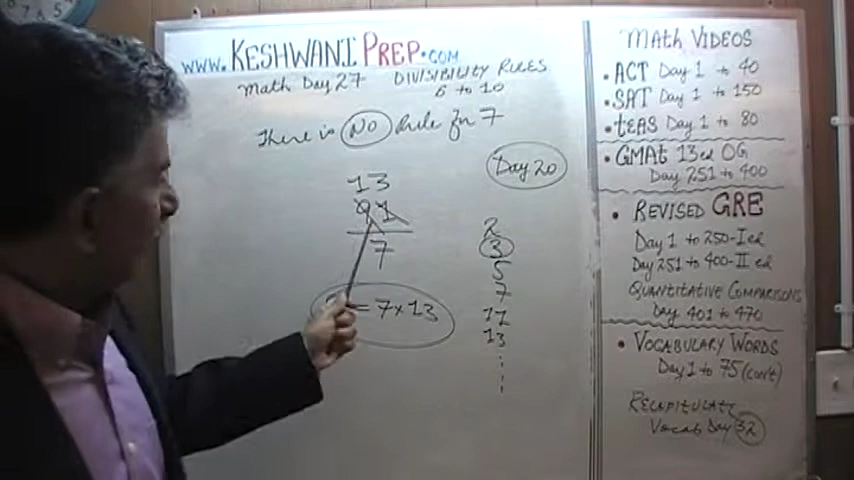 www.KESHWANI PREP.COM
Math Day 27 DIVISIBILITY RULES
6 to 10
There is NO Rule for 7
Day 20
13
91
7
= 7×13
2
3
5
7
11
13
Math VIDEOS
• ACT Day 1 to 40
• SAT Day 1 to 150
• tEAS Day 1 to 80
• GMAt 13ed OG
Day 251 to 400
• REVISED GRE
Day 1 to 250-I ed
Day 251 to 400-II ed
QUANTITATIVE COMPARISONS
Day 401 to 470
• VOCABULARY WORDS
Day 1 to 75 (cont)
RECAPITULATE
Vocab Day 32